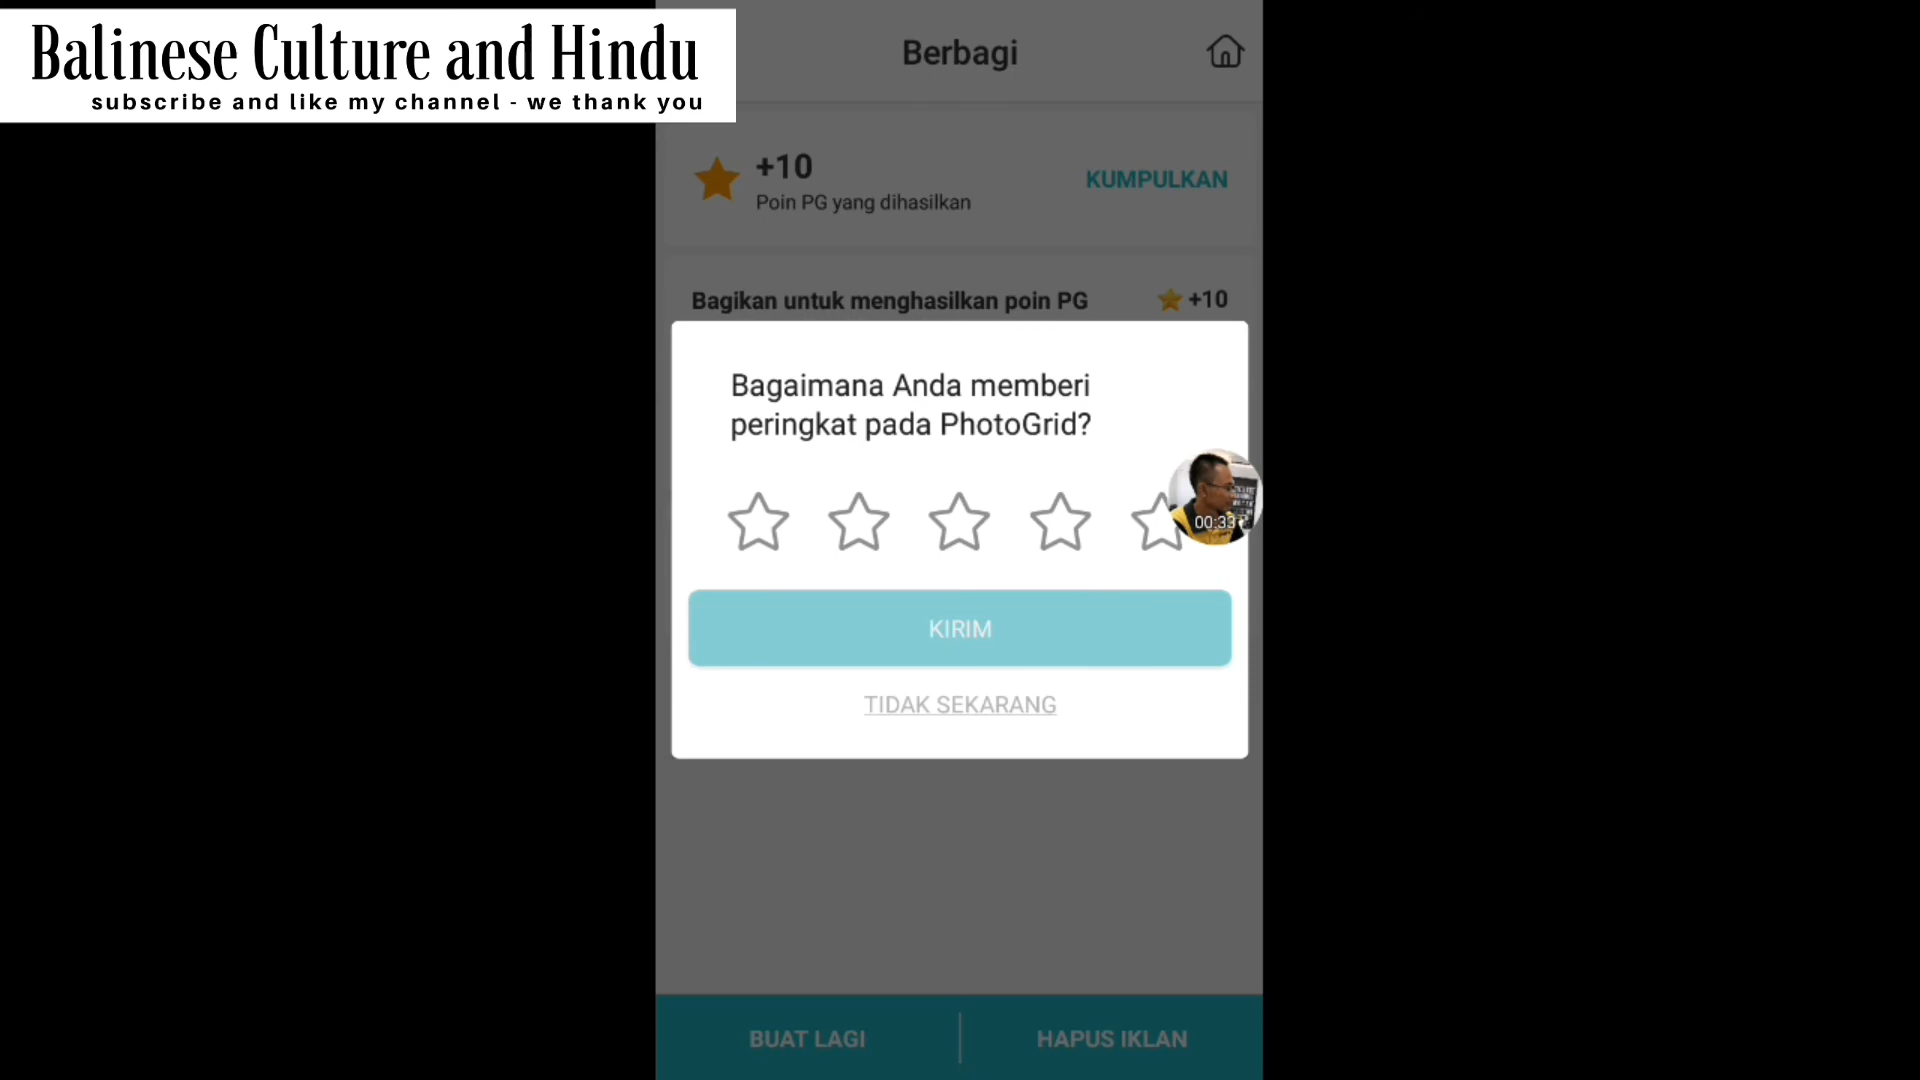 Balinese Culture and Hindu
subscribe and like my channel - we thank you
Berbagi
+10
Poin PG yang dihasilkan
KUMPULKAN
Bagikan untuk menghasilkan poin PG
+10
Bagaimana Anda memberi
peringkat pada PhotoGrid?
00:33
KIRIM
TIDAK SEKARANG
BUAT LAGI
HAPUS IKLAN